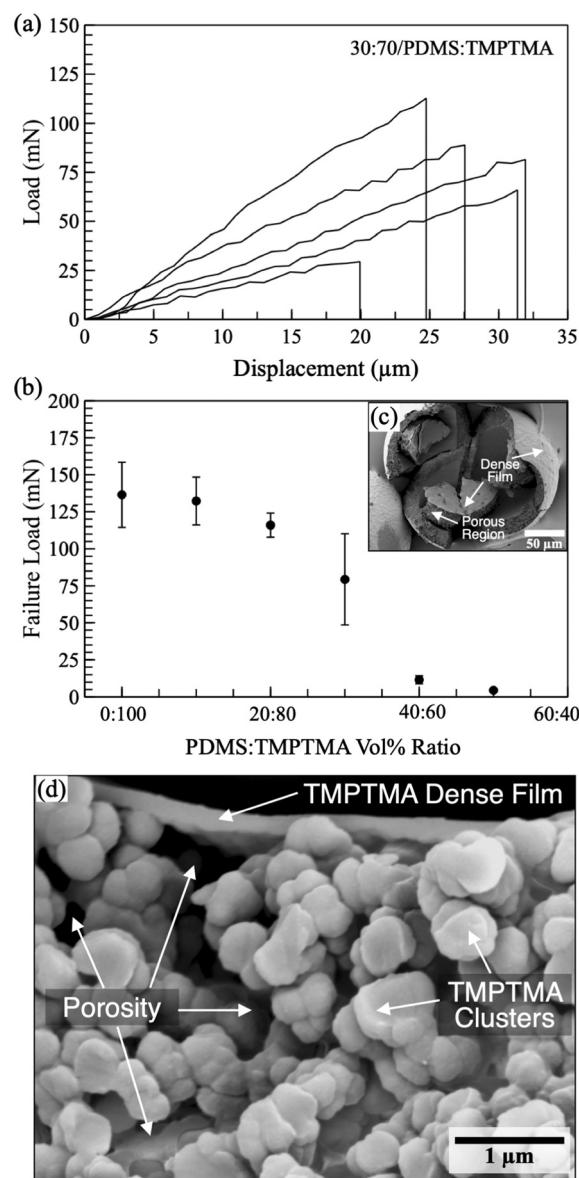 (a)
30:70/PDMS:TMPTMA
150
125
100
75
50
25
0
Load (mN)
0 5 10 15 20 25 30 35
Displacement (µm)
(b)
200
175
150
125
100
75
50
25
0
Failure Load (mN)
(c)
Dense
Film
Porous
Region
50 µm
0:100 20:80 40:60 60:40
PDMS:TMPTMA Vol% Ratio
(d)
TMPTMA Dense Film
Porosity
TMPTMA
Clusters
1 µm